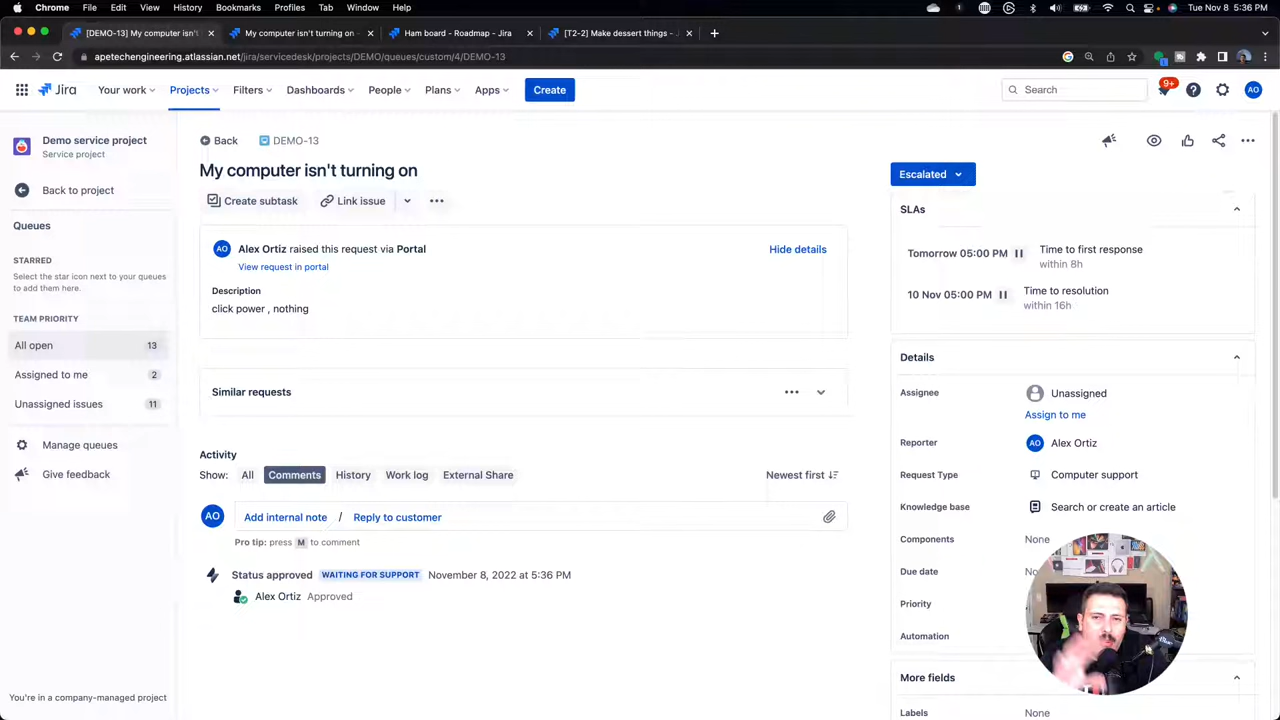 Chrome File Edit View History Bookmarks Profiles Tab Window Help
Tue Nov 8 5:36 PM
[DEMO-13] My computer isn't
My computer isn't turning on -
Ham board - Roadmap - Jira
[T2-2] Make dessert things - J
apetechengineering.atlassian.net/jira/servicedesk/projects/DEMO/queues/custom/4/DEMO-13
Jira Your work Projects Filters Dashboards People Plans Apps Create
Search
9+
AO
Demo service project
Service project
Back to project
Queues
STARRED
Select the star icon next to your queues
to add them here.
TEAM PRIORITY
All open 13
Assigned to me 2
Unassigned issues 11
Manage queues
Give feedback
You're in a company-managed project
Back DEMO-13
My computer isn't turning on
Create subtask Link issue
AO Alex Ortiz raised this request via Portal Hide details
View request in portal
Description
click power , nothing
Similar requests
Activity
Show: All Comments History Work log External Share Newest first
AO Add internal note / Reply to customer
Pro tip: press M to comment
Status approved WAITING FOR SUPPORT November 8, 2022 at 5:36 PM
Alex Ortiz Approved
Escalated
SLAs
Tomorrow 05:00 PM Time to first response
within 8h
10 Nov 05:00 PM Time to resolution
within 16h
Details
Assignee Unassigned
Assign to me
Reporter AO Alex Ortiz
Request Type Computer support
Knowledge base Search or create an article
Components None
Due date
Priority
Automation
More fields
Labels None